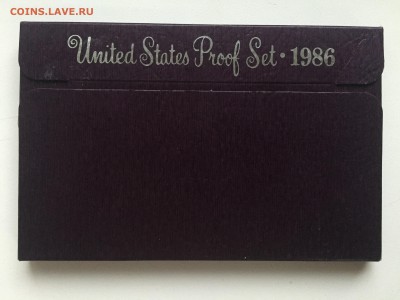 COINS.LAVE.RU
United States Proof Set · 1986